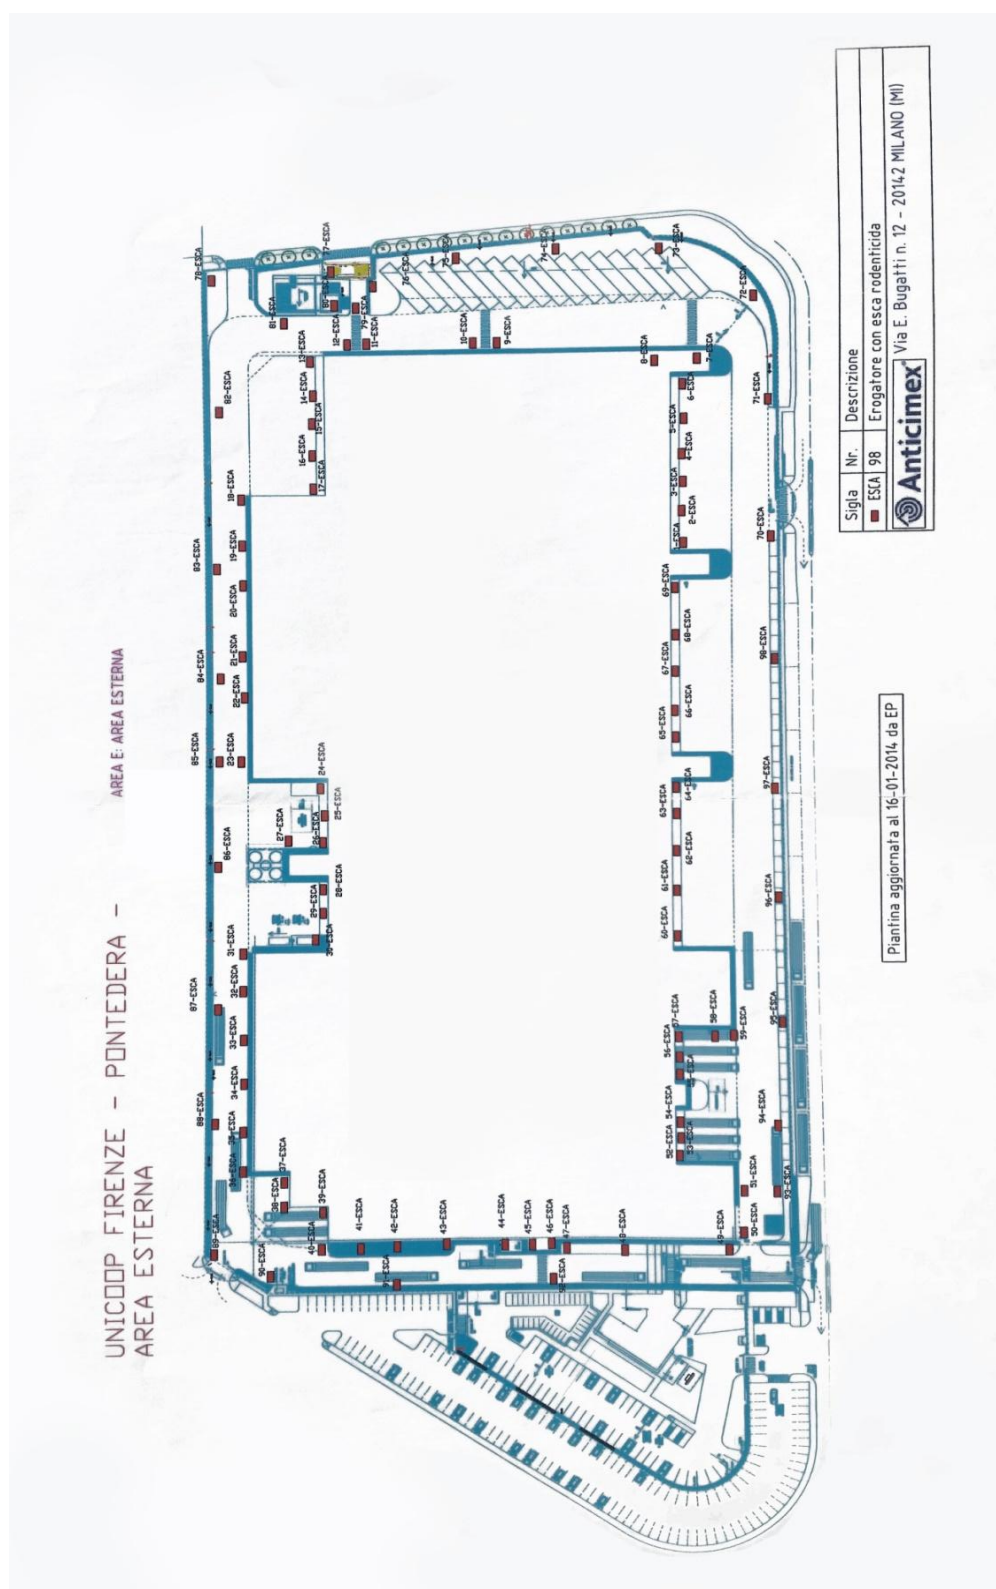 UNICOOP FIRENZE - PONTEDERA -
AREA ESTERNA
AREA E: AREA ESTERNA
89-ESCA
88-ESCA
87-ESCA
86-ESCA
85-ESCA
84-ESCA
83-ESCA
82-ESCA
78-ESCA
90-ESCA
36-ESCA
35-ESCA
34-ESCA
33-ESCA
32-ESCA
31-ESCA
23-ESCA
22-ESCA
21-ESCA
20-ESCA
19-ESCA
18-ESCA
81-ESCA
38-ESCA
37-ESCA
27-ESCA
40-ESCA
39-ESCA
30-ESCA
29-ESCA
28-ESCA
26-ESCA
25-ESCA
24-ESCA
17-ESCA
16-ESCA
15-ESCA
14-ESCA
13-ESCA
12-ESCA
11-ESCA
80-ESCA
79-ESCA
77-ESCA
76-ESCA
41-ESCA
42-ESCA
91-ESCA
43-ESCA
10-ESCA
9-ESCA
75-ESCA
74-ESCA
73-ESCA
44-ESCA
45-ESCA
46-ESCA
47-ESCA
92-ESCA
48-ESCA
49-ESCA
52-ESCA
53-ESCA
54-ESCA
55-ESCA
56-ESCA
57-ESCA
58-ESCA
59-ESCA
60-ESCA
61-ESCA
62-ESCA
63-ESCA
64-ESCA
65-ESCA
66-ESCA
67-ESCA
68-ESCA
69-ESCA
1-ESCA
2-ESCA
3-ESCA
4-ESCA
5-ESCA
6-ESCA
7-ESCA
8-ESCA
72-ESCA
50-ESCA
51-ESCA
93-ESCA
94-ESCA
95-ESCA
96-ESCA
97-ESCA
98-ESCA
70-ESCA
71-ESCA
Sigla Nr. Descrizione
ESCA 98 Erogatore con esca rodenticida
Anticimex® Via E. Bugatti n. 12 - 20142 MILANO (MI)
Piantina aggiornata al 16-01-2014 da EP